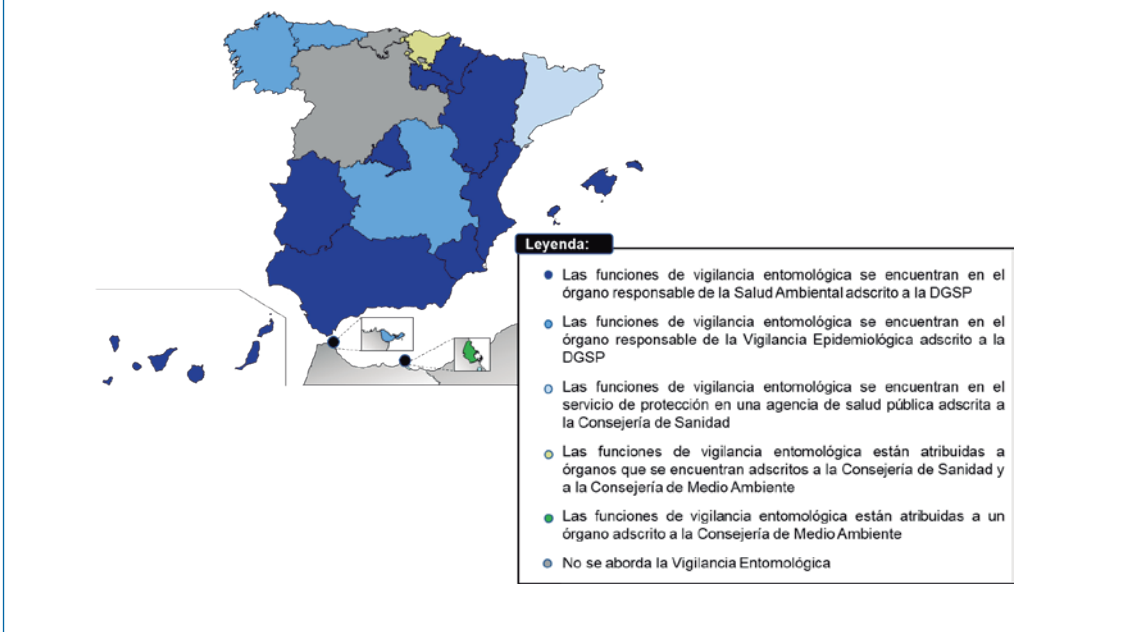 Leyenda:
Las funciones de vigilancia entomológica se encuentran en el
órgano responsable de la Salud Ambiental adscrito a la DGSP
Las funciones de vigilancia entomológica se encuentran en el
órgano responsable de la Vigilancia Epidemiológica adscrito a la
DGSP
Las funciones de vigilancia entomológica se encuentran en el
servicio de protección en una agencia de salud pública adscrita a
la Consejería de Sanidad
Las funciones de vigilancia entomológica están atribuidas a
órganos que se encuentran adscritos a la Consejería de Sanidad y
a la Consejería de Medio Ambiente
Las funciones de vigilancia entomológica están atribuidas a un
órgano adscrito a la Consejería de Medio Ambiente
No se aborda la Vigilancia Entomológica